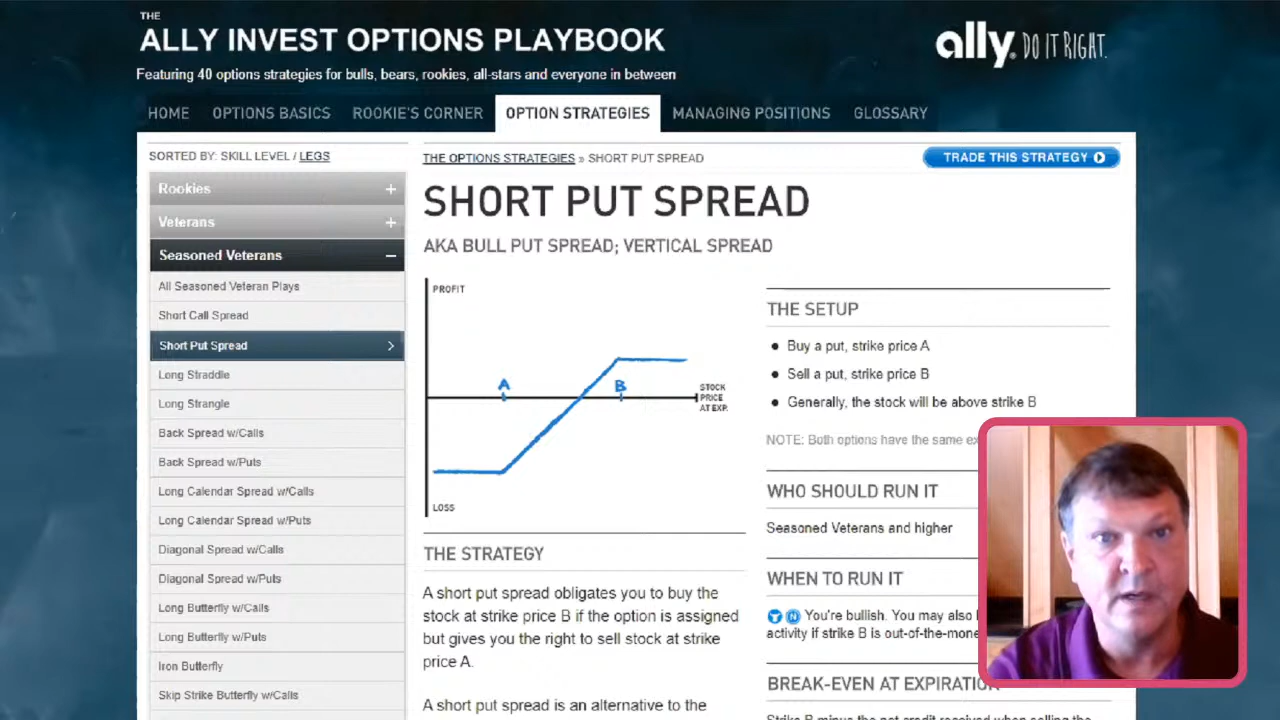 THE
ALLY INVEST OPTIONS PLAYBOOK
Featuring 40 options strategies for bulls, bears, rookies, all-stars and everyone in between
ally. DO IT RIGHT.
HOME OPTIONS BASICS ROOKIE'S CORNER OPTION STRATEGIES MANAGING POSITIONS GLOSSARY
SORTED BY: SKILL LEVEL / LEGS
Rookies +
Veterans +
Seasoned Veterans –
All Seasoned Veteran Plays
Short Call Spread
Short Put Spread
Long Straddle
Long Strangle
Back Spread w/Calls
Back Spread w/Puts
Long Calendar Spread w/Calls
Long Calendar Spread w/Puts
Diagonal Spread w/Calls
Diagonal Spread w/Puts
Long Butterfly w/Calls
Long Butterfly w/Puts
Iron Butterfly
Skip Strike Butterfly w/Calls
THE OPTIONS STRATEGIES » SHORT PUT SPREAD
TRADE THIS STRATEGY
SHORT PUT SPREAD
AKA BULL PUT SPREAD; VERTICAL SPREAD
PROFIT
A
B
STOCK
PRICE
AT EXP.
LOSS
THE STRATEGY
A short put spread obligates you to buy the
stock at strike price B if the option is assigned
but gives you the right to sell stock at strike
price A.
A short put spread is an alternative to the
THE SETUP
• Buy a put, strike price A
• Sell a put, strike price B
• Generally, the stock will be above strike B
NOTE: Both options have the same
WHO SHOULD RUN IT
Seasoned Veterans and higher
WHEN TO RUN IT
You're bullish. You may also
activity if strike B is out-of-the-mone
BREAK-EVEN AT EXPIRATION
Strike B minus the net credit received when selling the